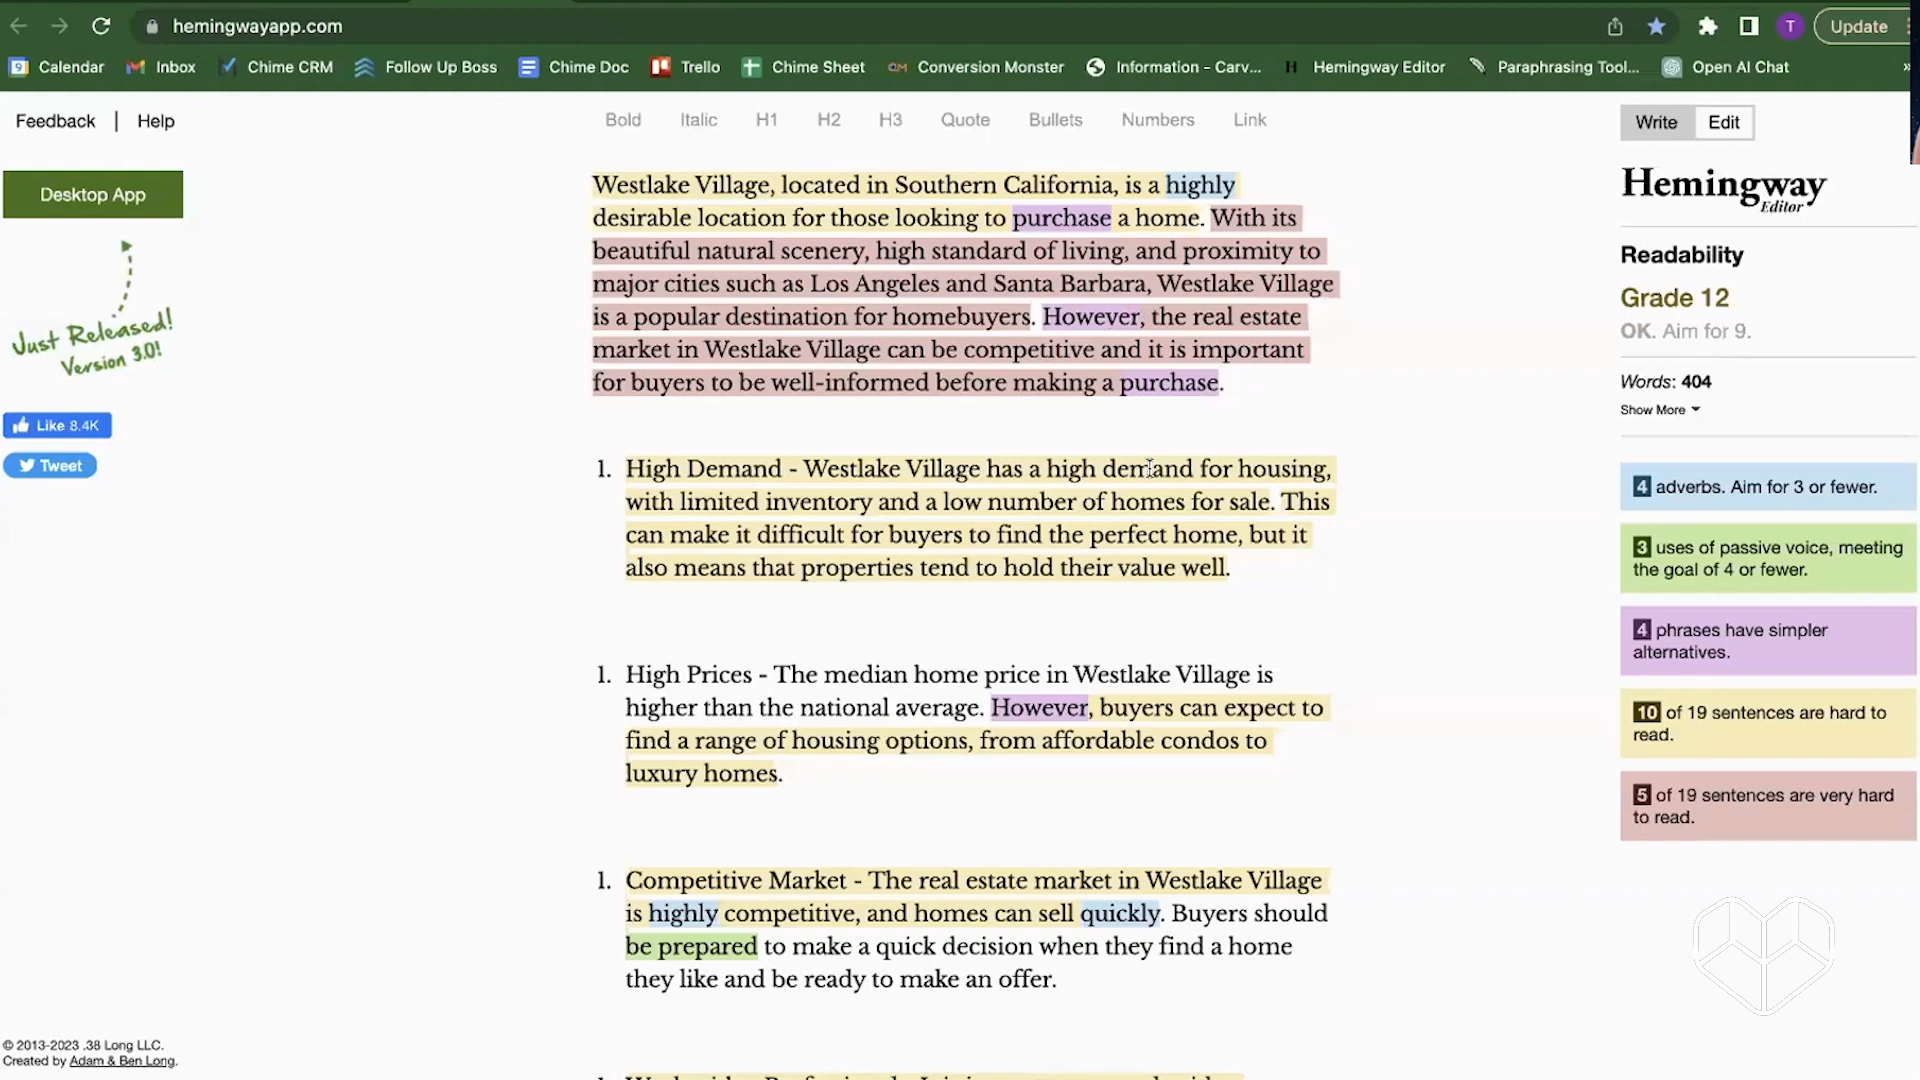 hemingwayapp.com
T
Update
9 Calendar
Inbox
Chime CRM
Follow Up Boss
Chime Doc
Trello
Chime Sheet
CM Conversion Monster
Information - Carv...
H Hemingway Editor
Paraphrasing Tool...
Open AI Chat
»
Feedback | Help
Bold Italic H1 H2 H3 Quote Bullets Numbers Link
Write Edit
Desktop App
Just Released!
Version 3.0!
Like 8.4K
Tweet
Westlake Village, located in Southern California, is a highly
desirable location for those looking to purchase a home. With its
beautiful natural scenery, high standard of living, and proximity to
major cities such as Los Angeles and Santa Barbara, Westlake Village
is a popular destination for homebuyers. However, the real estate
market in Westlake Village can be competitive and it is important
for buyers to be well-informed before making a purchase.
1. High Demand - Westlake Village has a high demand for housing,
with limited inventory and a low number of homes for sale. This
can make it difficult for buyers to find the perfect home, but it
also means that properties tend to hold their value well.
1. High Prices - The median home price in Westlake Village is
higher than the national average. However, buyers can expect to
find a range of housing options, from affordable condos to
luxury homes.
1. Competitive Market - The real estate market in Westlake Village
is highly competitive, and homes can sell quickly. Buyers should
be prepared to make a quick decision when they find a home
they like and be ready to make an offer.
Hemingway
Editor
Readability
Grade 12
OK. Aim for 9.
Words: 404
Show More
4 adverbs. Aim for 3 or fewer.
3 uses of passive voice, meeting
the goal of 4 or fewer.
4 phrases have simpler
alternatives.
10 of 19 sentences are hard to
read.
5 of 19 sentences are very hard
to read.
© 2013-2023 .38 Long LLC.
Created by Adam & Ben Long.